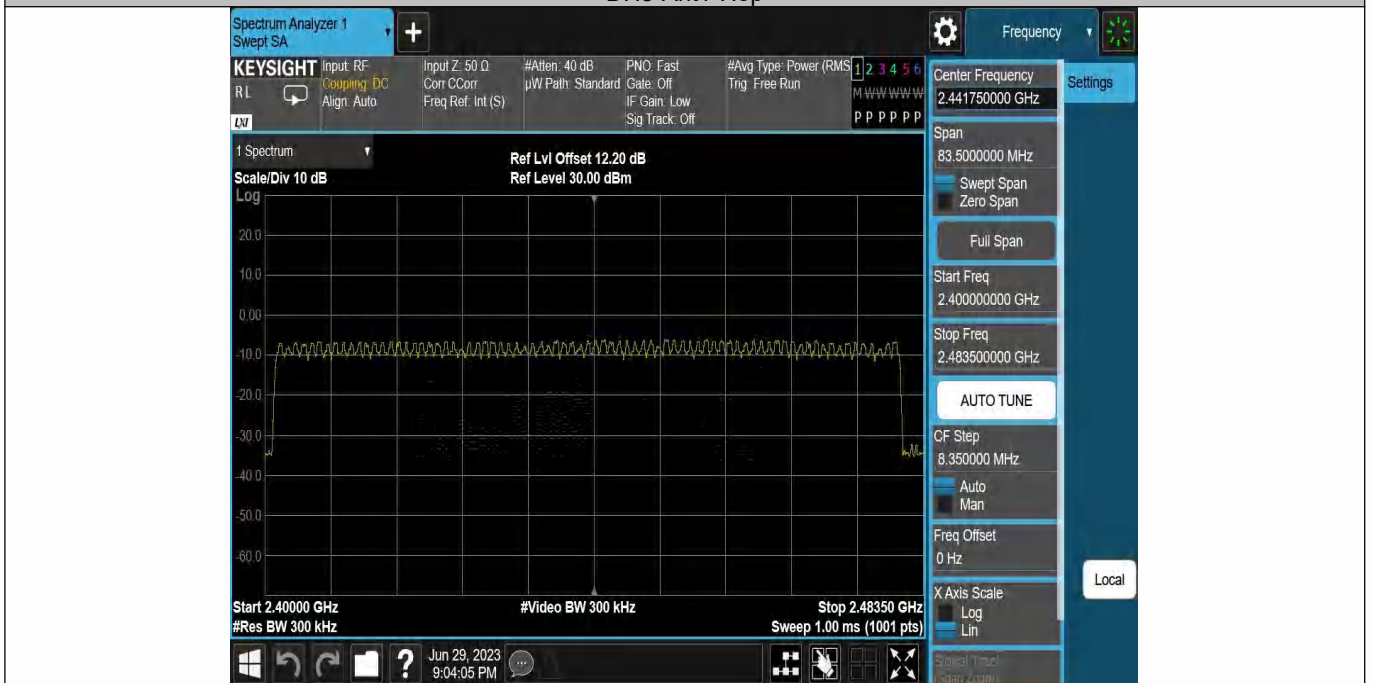 Spectrum Analyzer 1
Swept SA
+
Frequency
KEYSIGHT
RL
LXI
Input: RF
Coupling: DC
Align: Auto
Input Z: 50 Ω
Corr CCorr
Freq Ref: Int (S)
#Atten: 40 dB
µW Path: Standard
PNO: Fast
Gate: Off
IF Gain: Low
Sig Track: Off
#Avg Type: Power (RMS
Trig: Free Run
1 2 3 4 5 6
M W W W W W
P P P P P P
1 Spectrum
Scale/Div 10 dB
Ref Lvl Offset 12.20 dB
Ref Level 30.00 dBm
Log
20.0
10.0
0.00
-10.0
-20.0
-30.0
-40.0
-50.0
-60.0
Start 2.40000 GHz
#Res BW 300 kHz
#Video BW 300 kHz
Stop 2.48350 GHz
Sweep 1.00 ms (1001 pts)
Jun 29, 2023
9:04:05 PM
?
Center Frequency
2.441750000 GHz
Settings
Span
83.5000000 MHz
Swept Span
Zero Span
Full Span
Start Freq
2.400000000 GHz
Stop Freq
2.483500000 GHz
AUTO TUNE
CF Step
8.350000 MHz
Auto
Man
Freq Offset
0 Hz
X Axis Scale
Log
Lin
Local
Signal Track
(Span Zoom)